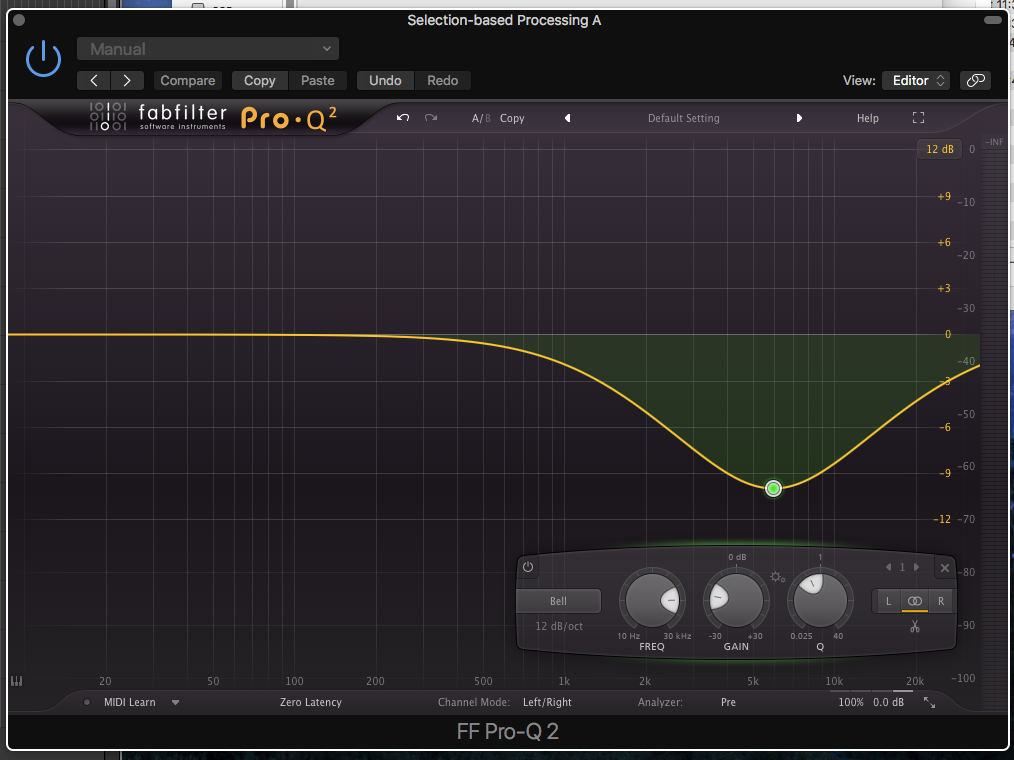 Selection-based Processing A
Manual
Compare Copy Paste Undo Redo View: Editor
fabfilter Pro·Q²
software instruments
A/B Copy Default Setting Help
12 dB 0 -INF
+9 -10
+6 -20
+3 -30
0 -40
-3 -50
-6 -60
-9
-12 -70
-80
-90
-100
0 dB 1
1
Bell
12 dB/oct
L R
10 Hz 30 kHz -30 +30 0.025 40
FREQ GAIN Q
20 50 100 200 500 1k 2k 5k 10k 20k
MIDI Learn Zero Latency Channel Mode: Left/Right Analyzer: Pre 100% 0.0 dB
FF Pro-Q 2